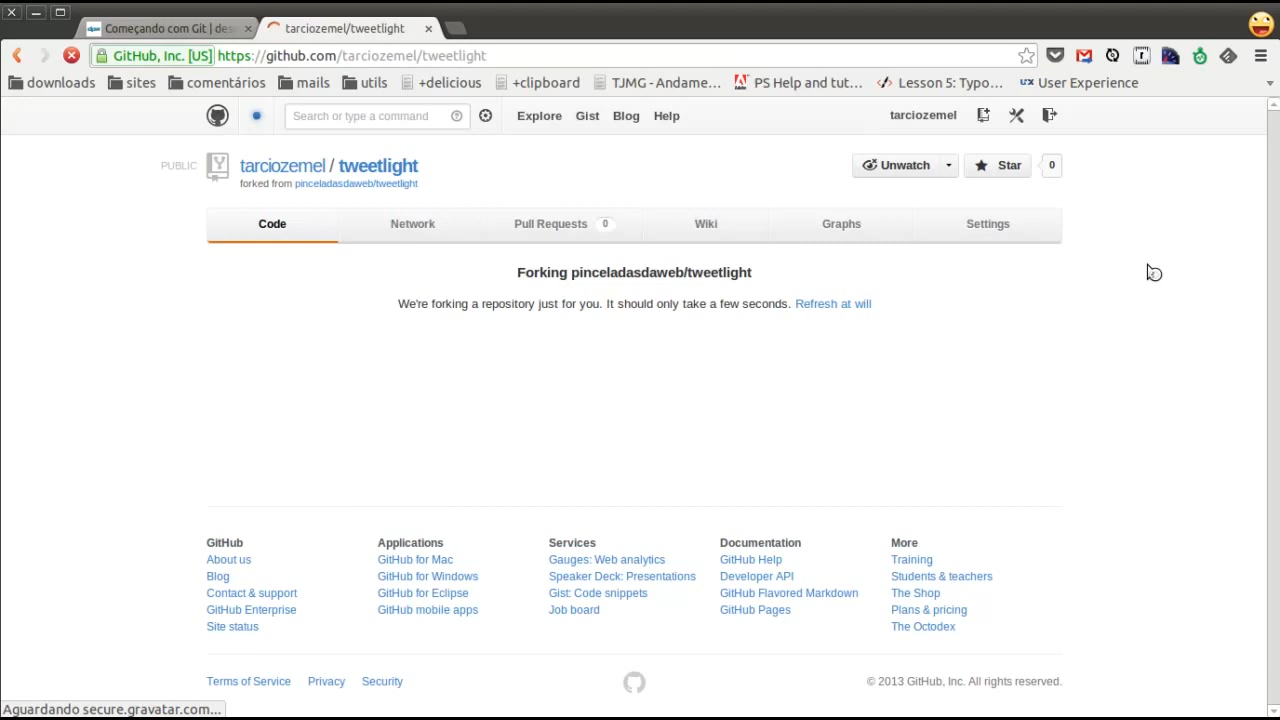 Começando com Git | des
tarciozemel/tweetlight
GitHub, Inc. [US] https://github.com/tarciozemel/tweetlight
downloads sites comentários mails utils +delicious +clipboard TJMG - Andame... PS Help and tut... Lesson 5: Typo... UX User Experience
Search or type a command Explore Gist Blog Help tarciozemel
PUBLIC tarciozemel / tweetlight Unwatch Star 0
forked from pinceladasdaweb/tweetlight
Code Network Pull Requests 0 Wiki Graphs Settings
Forking pinceladasdaweb/tweetlight
We're forking a repository just for you. It should only take a few seconds. Refresh at will
GitHub Applications Services Documentation More
About us GitHub for Mac Gauges: Web analytics GitHub Help Training
Blog GitHub for Windows Speaker Deck: Presentations Developer API Students & teachers
Contact & support GitHub for Eclipse Gist: Code snippets GitHub Flavored Markdown The Shop
GitHub Enterprise GitHub mobile apps Job board GitHub Pages Plans & pricing
Site status The Octodex
Terms of Service Privacy Security © 2013 GitHub, Inc. All rights reserved.
Aguardando secure.gravatar.com...